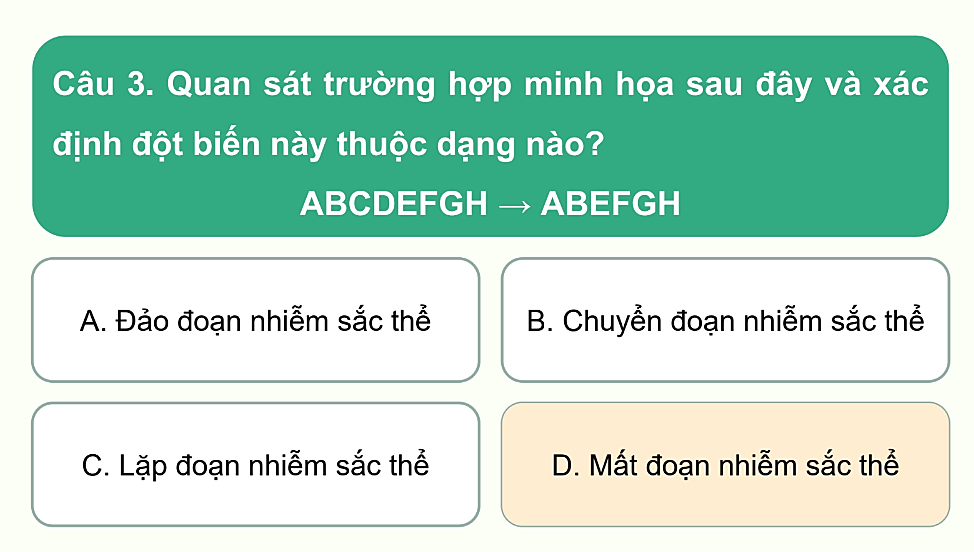 Câu 3. Quan sát trường hợp minh họa sau đây và xác
định đột biến này thuộc dạng nào?
ABCDEFGH → ABEFGH
A. Đảo đoạn nhiễm sắc thể
B. Chuyển đoạn nhiễm sắc thể
C. Lặp đoạn nhiễm sắc thể
D. Mất đoạn nhiễm sắc thể